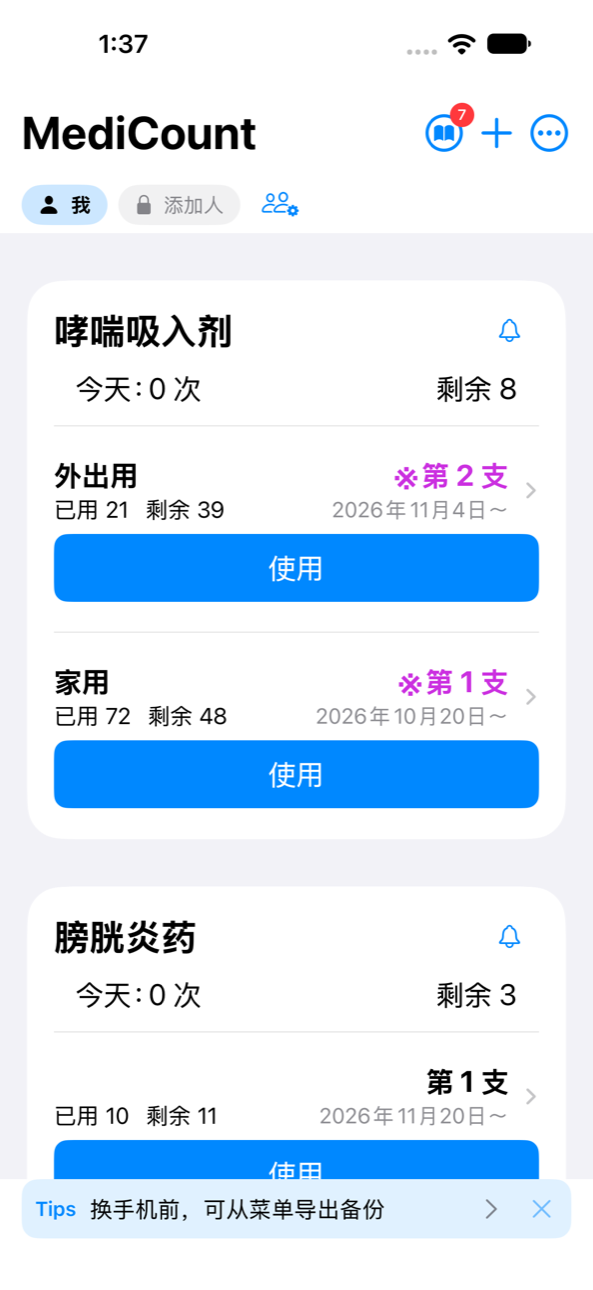 1:37
MediCount
7
我 添加人
哮喘吸入剂
今天:0 次 剩余 8
外出用 ※第 2 支
已用 21 剩余 39 2026年11月4日～
使用
家用 ※第 1 支
已用 72 剩余 48 2026年10月20日～
使用
膀胱炎药
今天:0 次 剩余 3
第 1 支
已用 10 剩余 11 2026年11月20日～
使用
Tips 换手机前，可从菜单导出备份